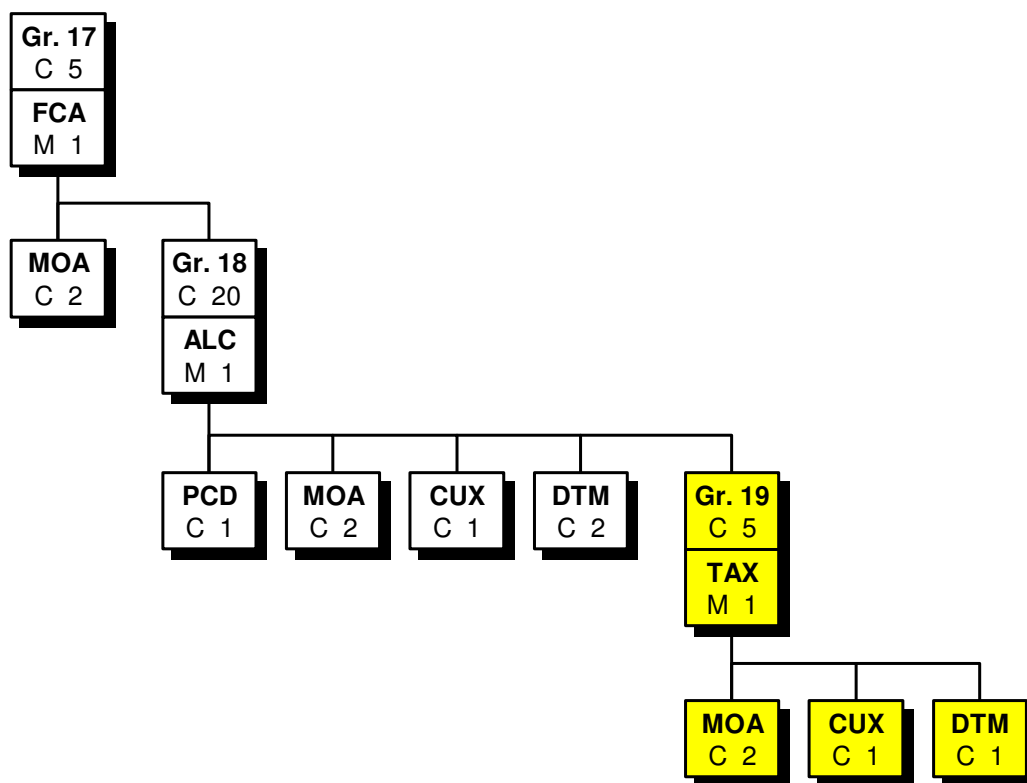 Gr. 17
C 5
FCA
M 1
MOA
C 2
Gr. 18
C 20
ALC
M 1
PCD
C 1
MOA
C 2
CUX
C 1
DTM
C 2
Gr. 19
C 5
TAX
M 1
MOA
C 2
CUX
C 1
DTM
C 1